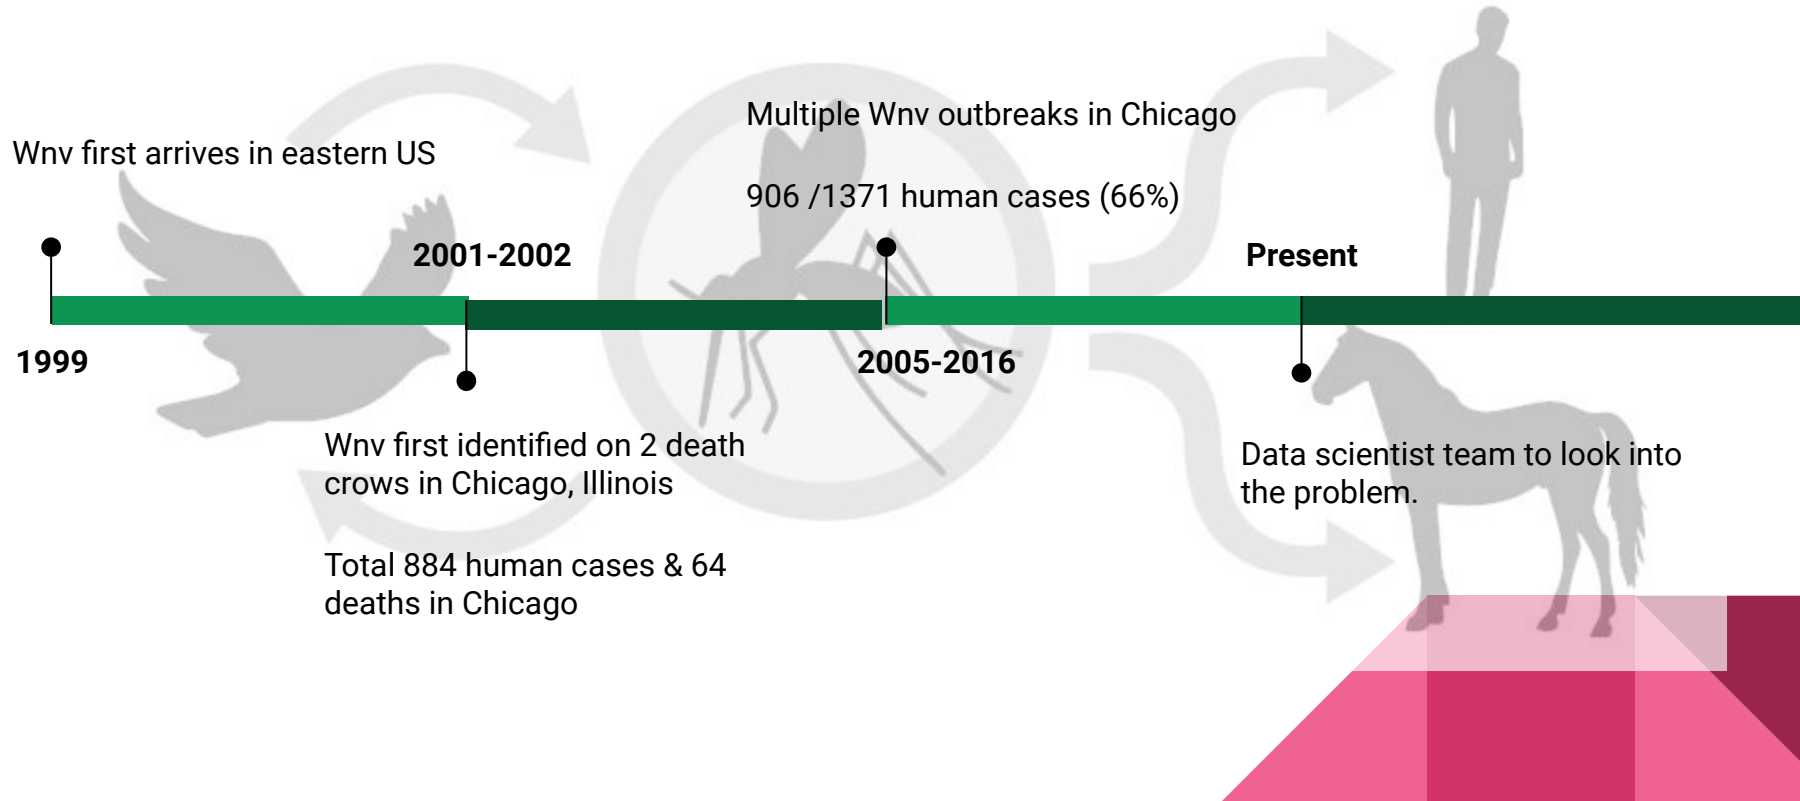 Wnv first arrives in eastern US
1999
2001-2002
Wnv first identified on 2 death
crows in Chicago, Illinois
Total 884 human cases & 64
deaths in Chicago
Multiple Wnv outbreaks in Chicago
906 /1371 human cases (66%)
2005-2016
Present
Data scientist team to look into
the problem.